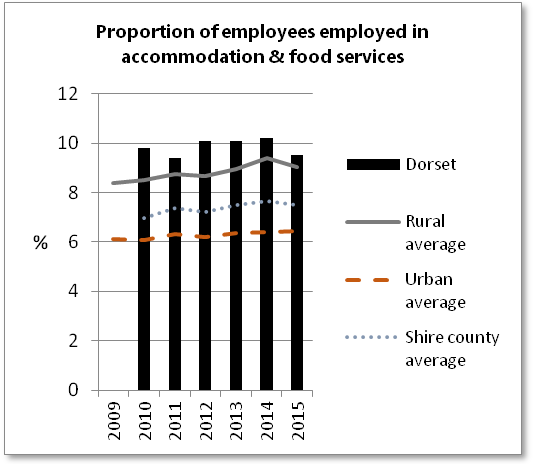 Proportion of employees employed in
accommodation & food services
12
10
8
6
4
2
0
%
2009
2010
2011
2012
2013
2014
2015
Dorset
Rural
average
Urban
average
Shire county
average